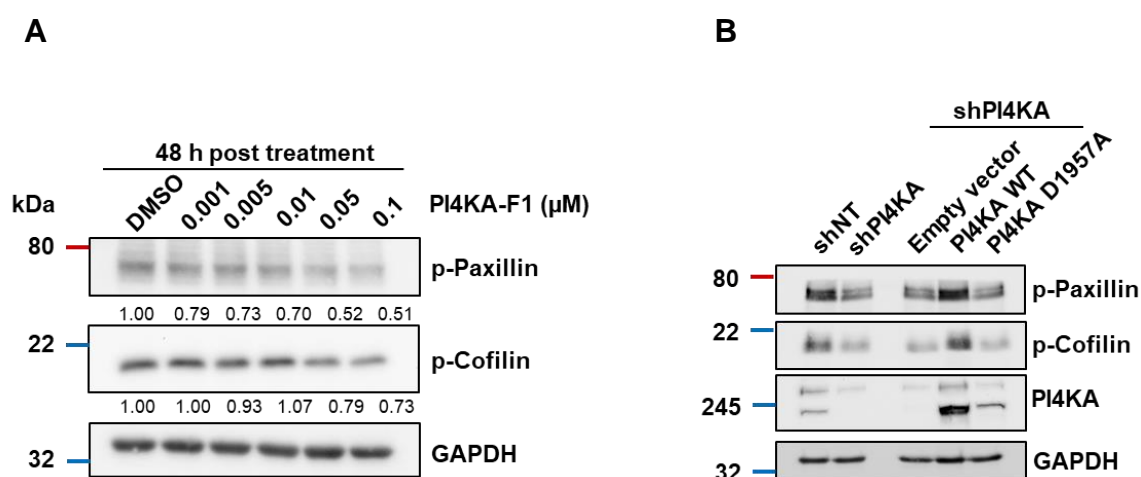 A
48 h post treatment
kDa
DMSO 0.001 0.005 0.01 0.05 0.1 PI4KA-F1 (µM)
80
p-Paxillin
1.00 0.79 0.73 0.70 0.52 0.51
22
p-Cofilin
1.00 1.00 0.93 1.07 0.79 0.73
32
GAPDH
B
shPI4KA
shNT shPI4KA Empty vector PI4KA WT PI4KA D1957A
80
p-Paxillin
22
p-Cofilin
245
PI4KA
32
GAPDH